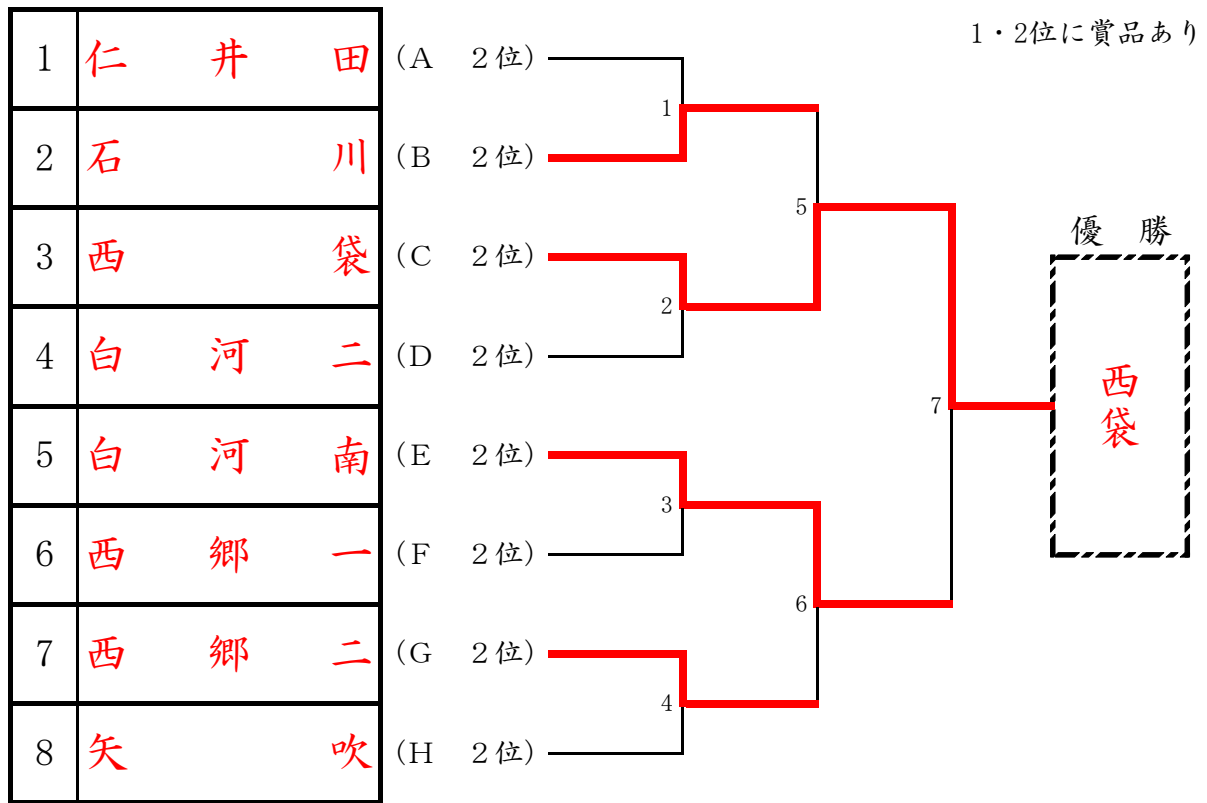 1・2位に賞品あり
1 仁井田 (A 2位)
2 石川 (B 2位)
3 西袋 (C 2位)
4 白河二 (D 2位)
5 白河南 (E 2位)
6 西郷一 (F 2位)
7 西郷二 (G 2位)
8 矢吹 (H 2位)
1
2
3
4
5
6
7
優勝
西袋